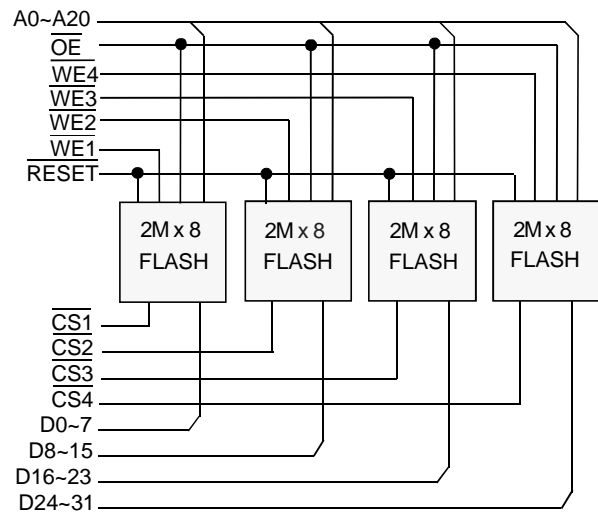 A0~A20
OE
WE4
WE3
WE2
WE1
RESET
2M x 8
FLASH
2M x 8
FLASH
2M x 8
FLASH
2M x 8
FLASH
CS1
CS2
CS3
CS4
D0~7
D8~15
D16~23
D24~31